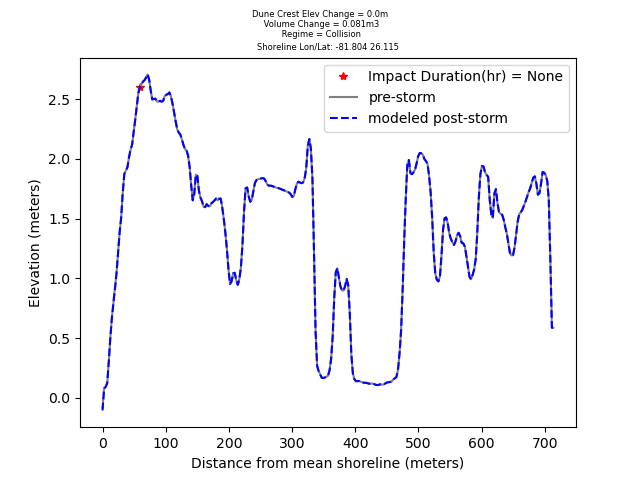 Dune Crest Elev Change = 0.0m
Volume Change = 0.081m3
Regime = Collision
Shoreline Lon/Lat: -81.804 26.115
Impact Duration(hr) = None
pre-storm
modeled post-storm
Elevation (meters)
2.5
2.0
1.5
1.0
0.5
0.0
0 100 200 300 400 500 600 700
Distance from mean shoreline (meters)